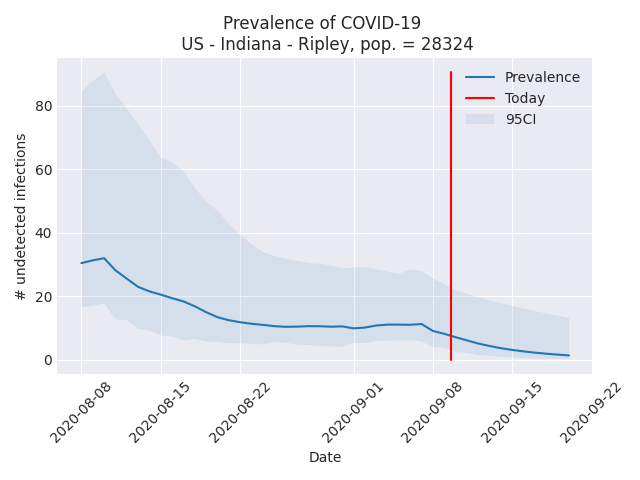 Prevalence of COVID-19
US - Indiana - Ripley, pop. = 28324
Prevalence
Today
95CI
# undetected infections
80
60
40
20
0
2020-08-08
2020-08-15
2020-08-22
2020-09-01
2020-09-08
2020-09-15
2020-09-22
Date